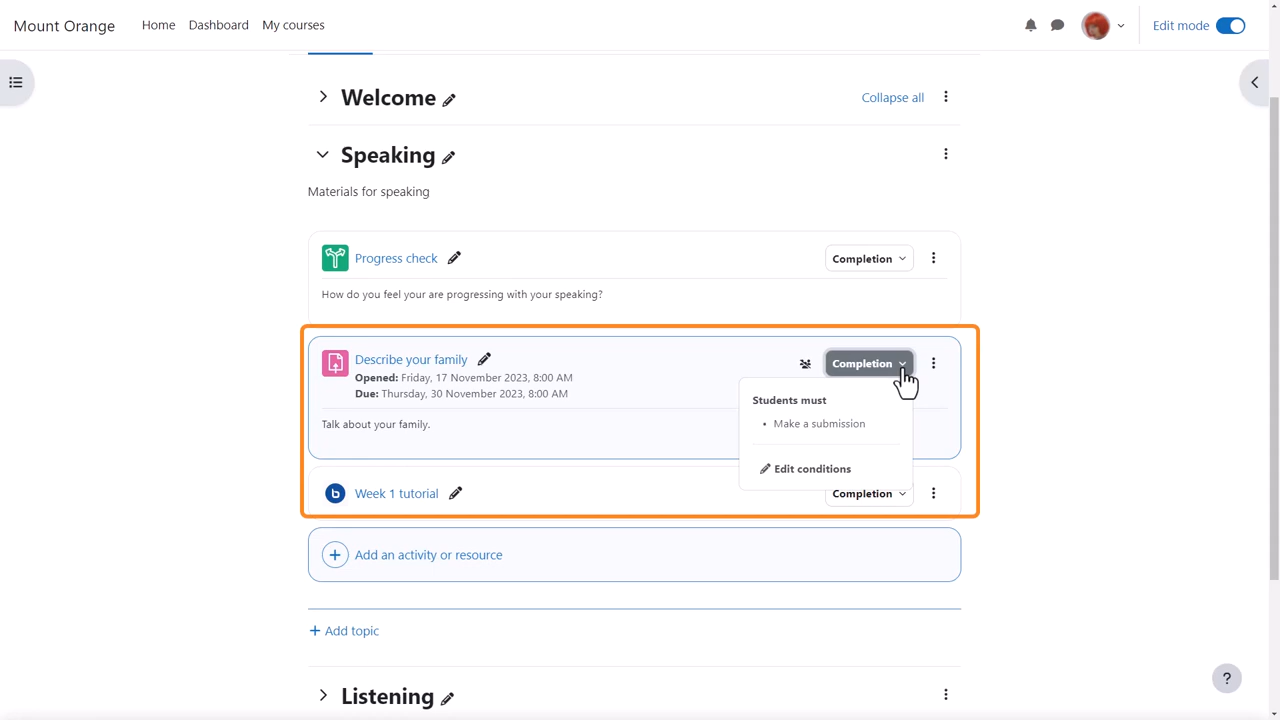 Mount Orange
Home
Dashboard
My courses
Edit mode
Welcome
Collapse all
Speaking
Materials for speaking
Progress check
Completion
How do you feel your are progressing with your speaking?
Describe your family
Completion
Opened: Friday, 17 November 2023, 8:00 AM
Due: Thursday, 30 November 2023, 8:00 AM
Talk about your family.
Students must
• Make a submission
Edit conditions
b
Week 1 tutorial
Completion
+ Add an activity or resource
+ Add topic
Listening
?